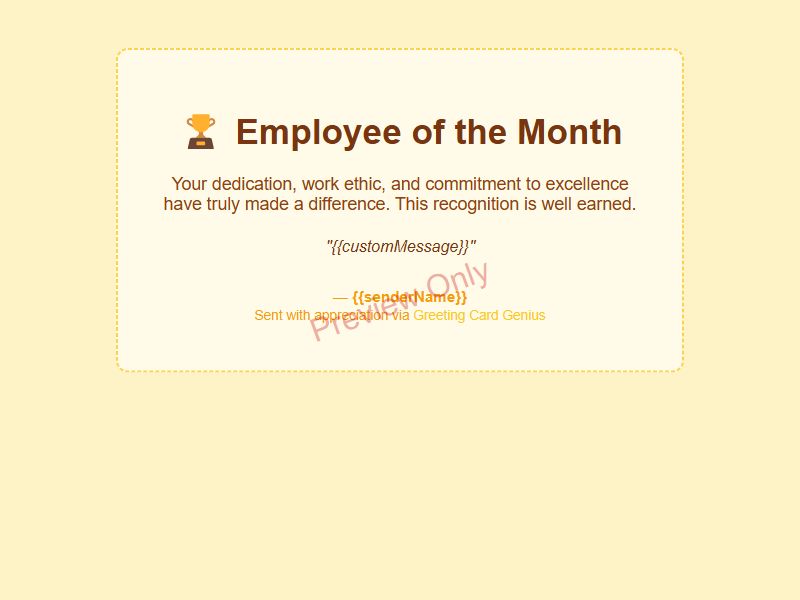 🏆 Employee of the Month
Your dedication, work ethic, and commitment to excellence
have truly made a difference. This recognition is well earned.
"{{customMessage}}"
— {{senderName}}
Sent with appreciation via Greeting Card Genius
Preview Only